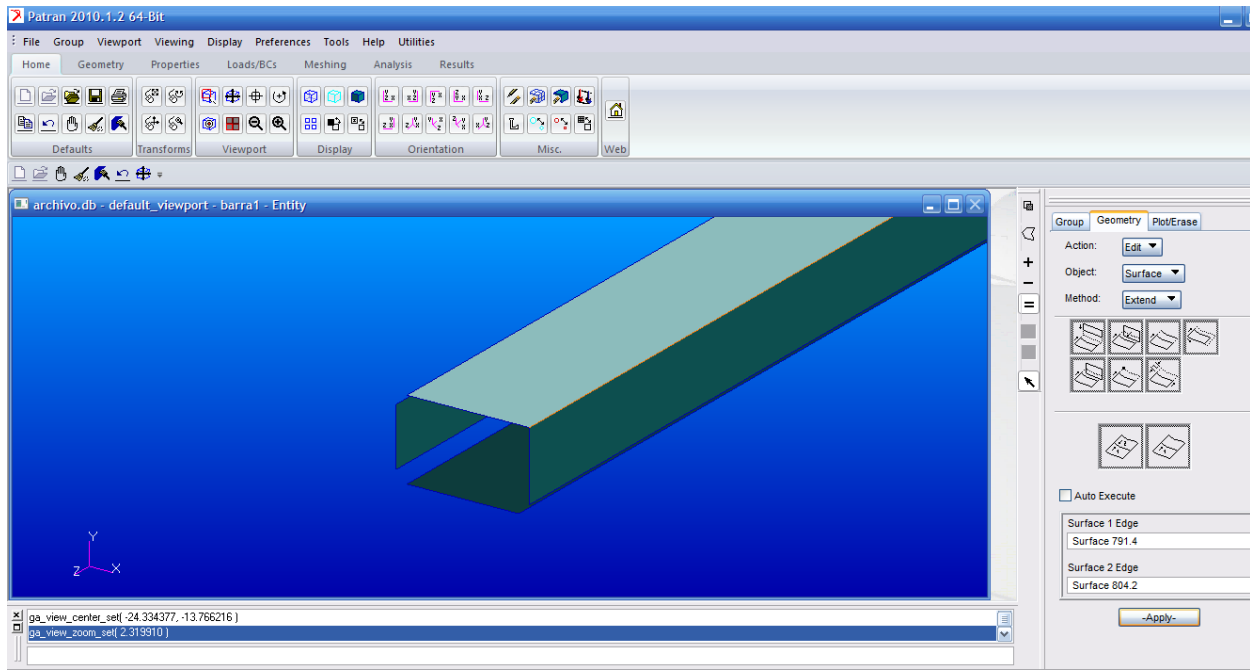 Patran 2010.1.2 64-Bit
File Group Viewport Viewing Display Preferences Tools Help Utilities
Home Geometry Properties Loads/BCs Meshing Analysis Results
Defaults Transforms Viewport Display Orientation Misc. Web
archivo.db - default_viewport - barra1 - Entity
Group Geometry Plot/Erase
Action: Edit
Object: Surface
Method: Extend
Auto Execute
Surface 1 Edge
Surface 791.4
Surface 2 Edge
Surface 804.2
-Apply-
Y
Z X
ga_view_center_set( -24.334377, -13.766216 )
ga_view_zoom_set( 2.319910 )